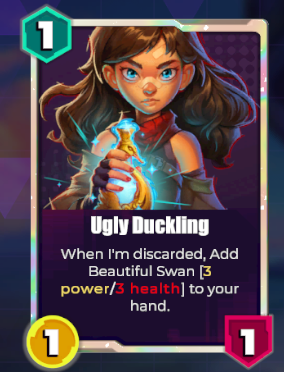 1
Ugly Duckling
When I'm discarded, Add
Beautiful Swan [3
power/3 health] to your
hand.
1 1